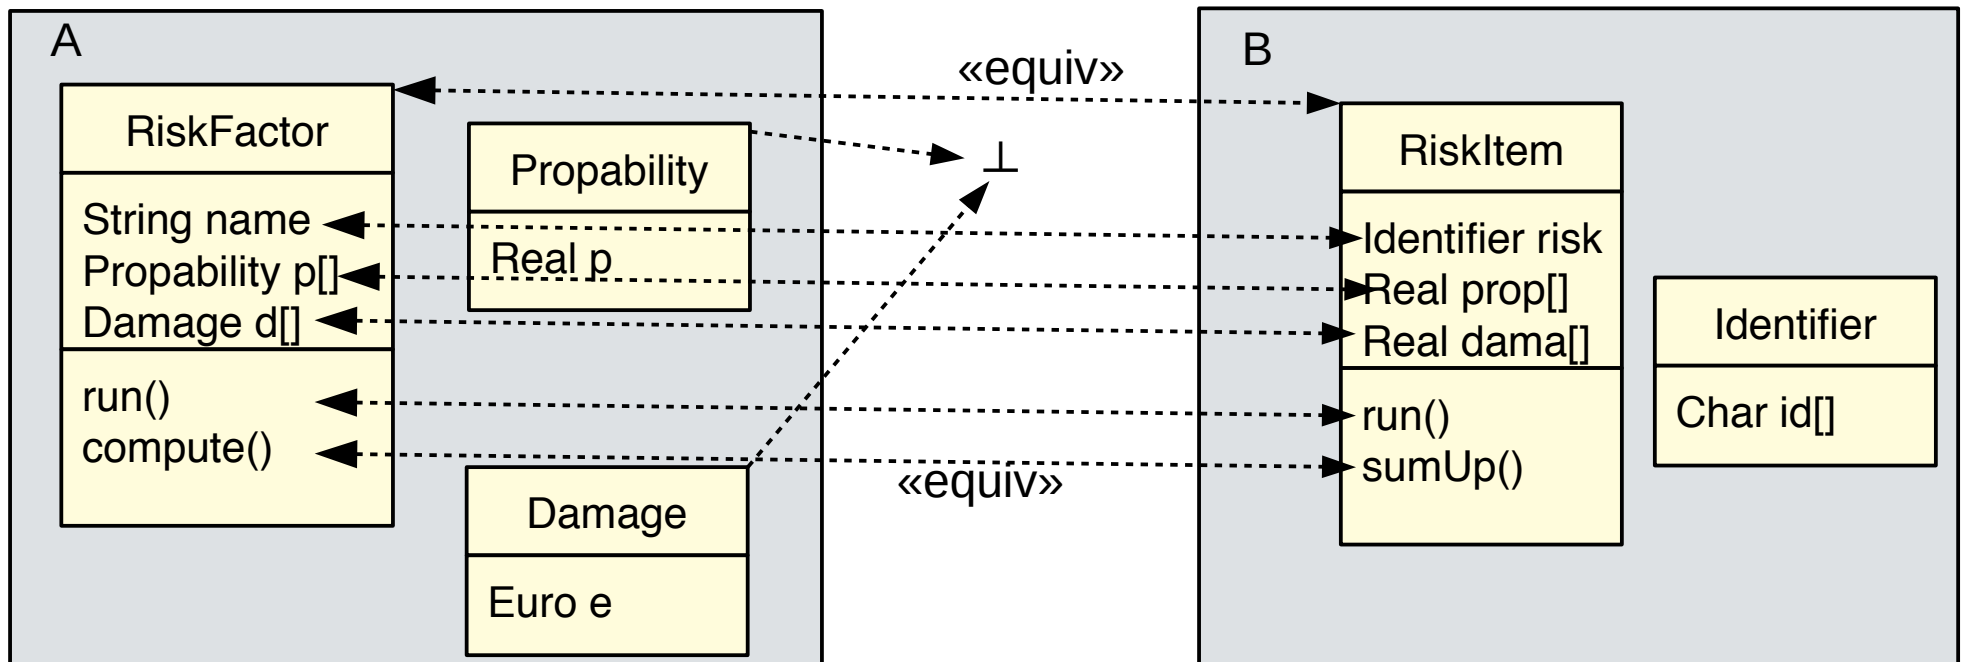 A
RiskFactor
String name
Propability p[]
Damage d[]
run()
compute()
Propability
Real p
Damage
Euro e
«equiv»
⊥
«equiv»
B
RiskItem
Identifier risk
Real prop[]
Real dama[]
run()
sumUp()
Identifier
Char id[]